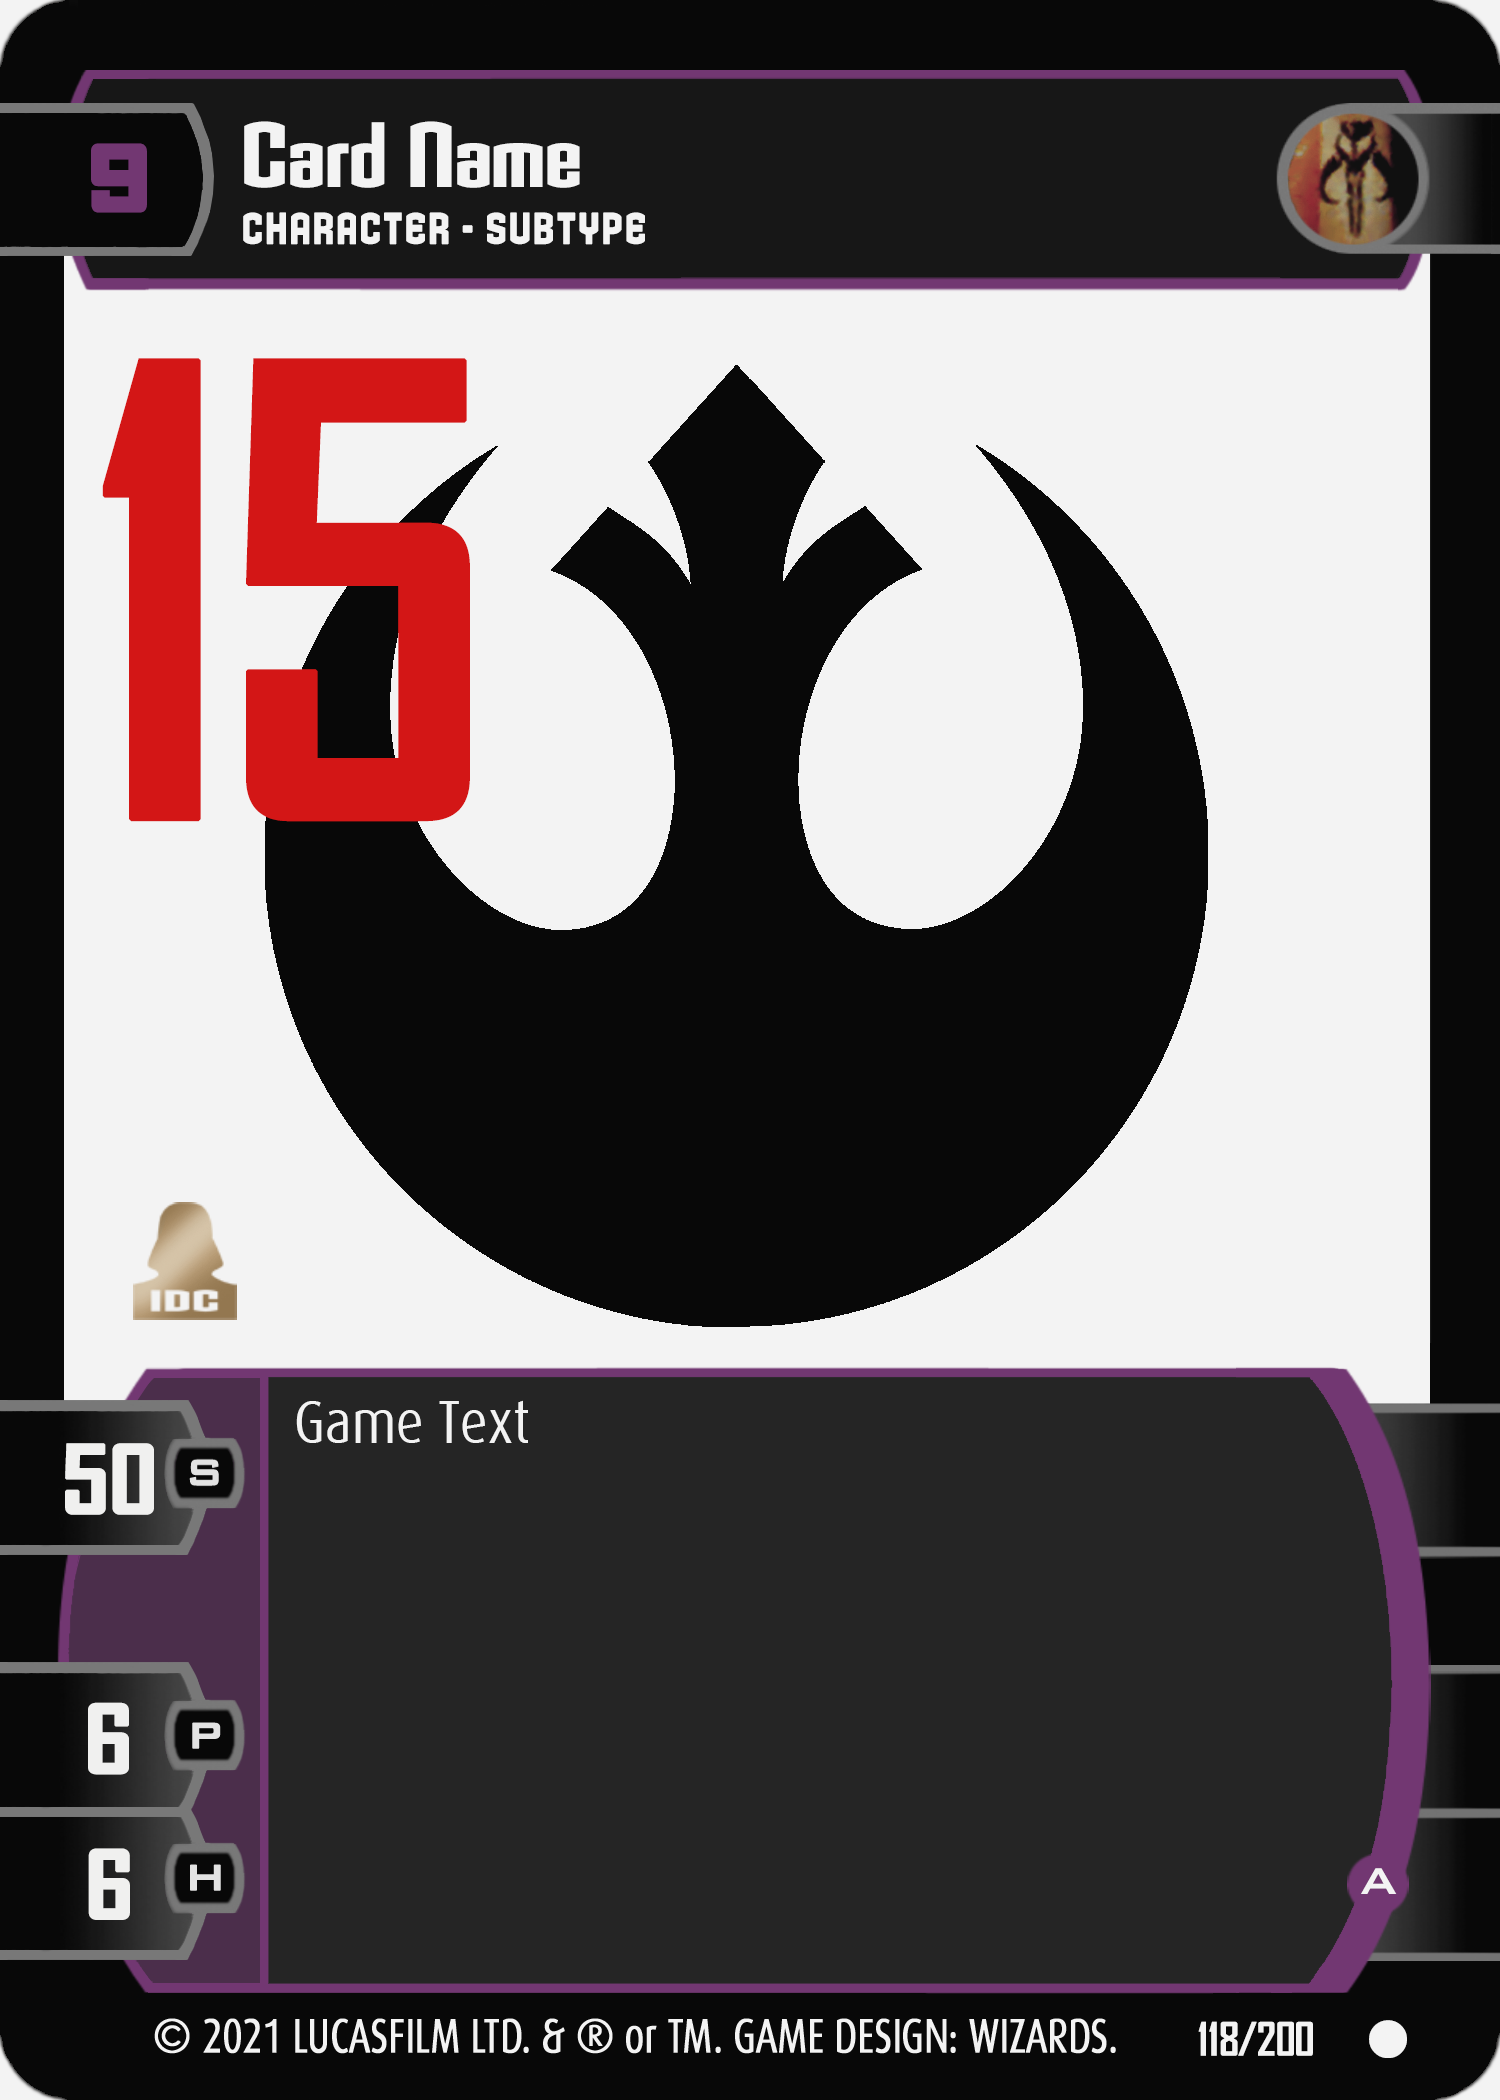 9
Card Name
CHARACTER - SUBTYPE
15
IDC
Game Text
50 S
6 P
6 H
A
© 2021 LUCASFILM LTD. & ® or TM. GAME DESIGN: WIZARDS.
118/200